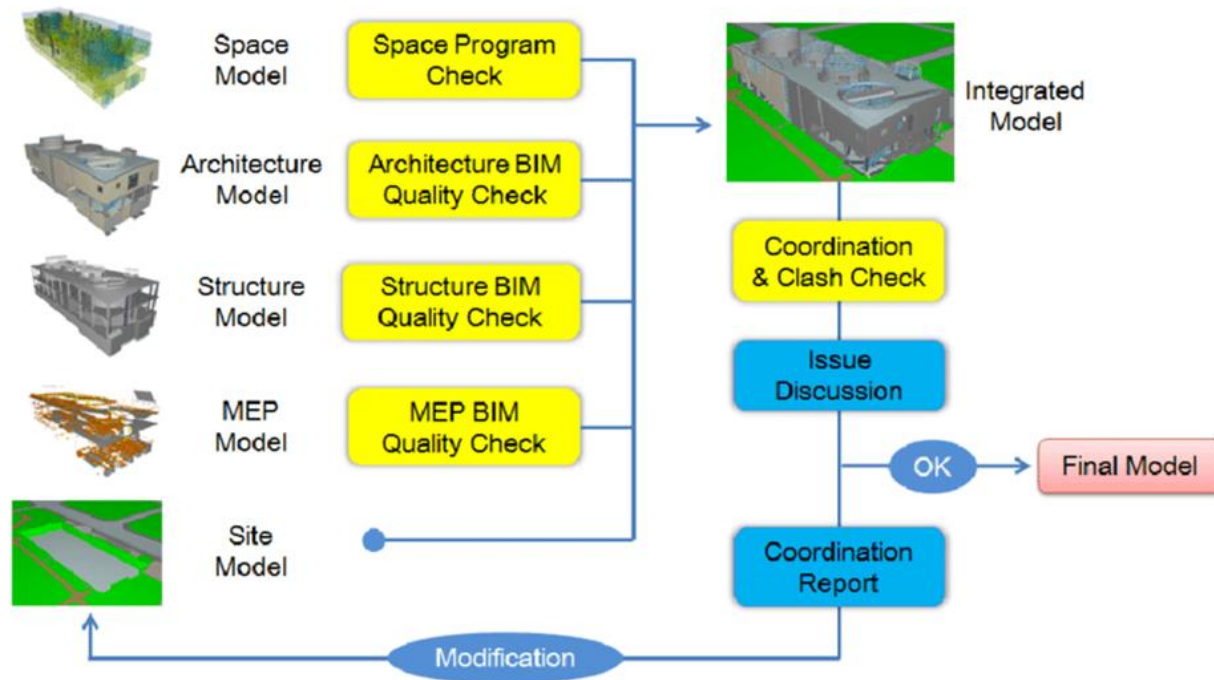 Space
Model
Space Program
Check
Architecture
Model
Architecture BIM
Quality Check
Structure
Model
Structure BIM
Quality Check
MEP
Model
MEP BIM
Quality Check
Site
Model
Integrated
Model
Coordination
& Clash Check
Issue
Discussion
OK
Final Model
Coordination
Report
Modification